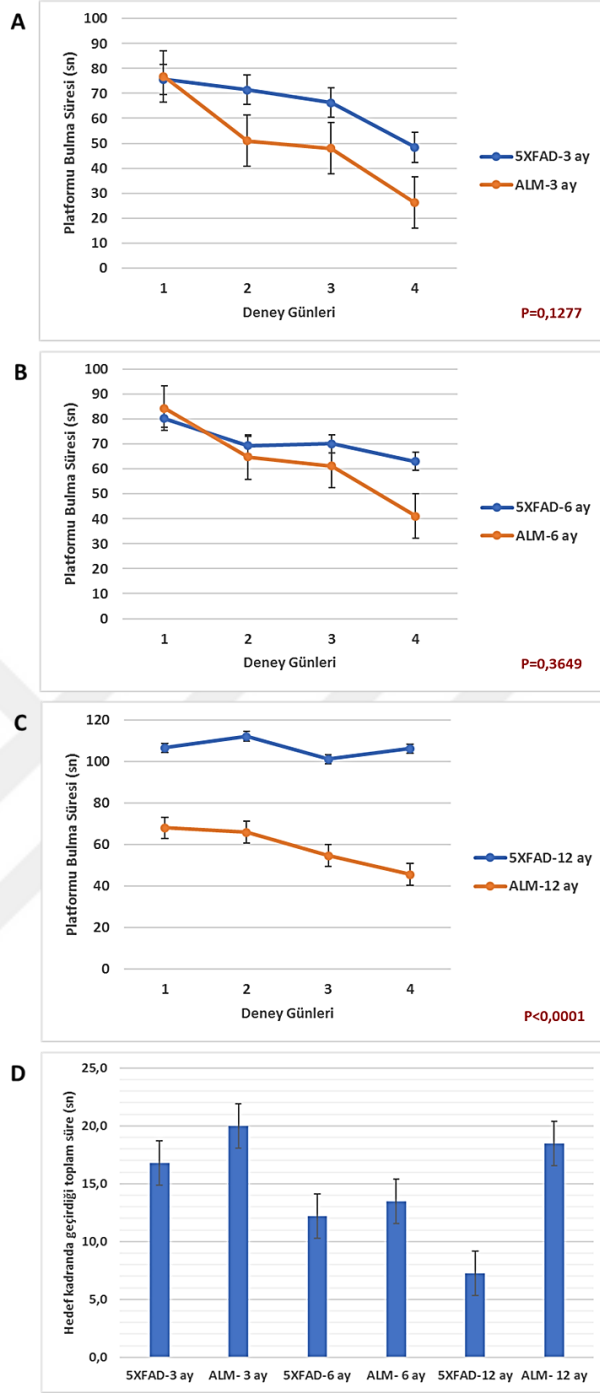 A
Platformu Bulma Süresi (sn)
100
90
80
70
60
50
40
30
20
10
0
1 2 3 4
Deney Günleri
5XFAD-3 ay
ALM-3 ay
P=0,1277
B
Platformu Bulma Süresi (sn)
100
90
80
70
60
50
40
30
20
10
0
1 2 3 4
Deney Günleri
5XFAD-6 ay
ALM-6 ay
P=0,3649
C
Platformu Bulma Süresi (sn)
120
100
80
60
40
20
0
1 2 3 4
Deney Günleri
5XFAD-12 ay
ALM-12 ay
P<0,0001
D
Hedef kadranda geçirdiği toplam süre (sn)
25,0
20,0
15,0
10,0
5,0
0,0
5XFAD-3 ay ALM- 3 ay 5XFAD-6 ay ALM- 6 ay 5XFAD-12 ay ALM- 12 ay